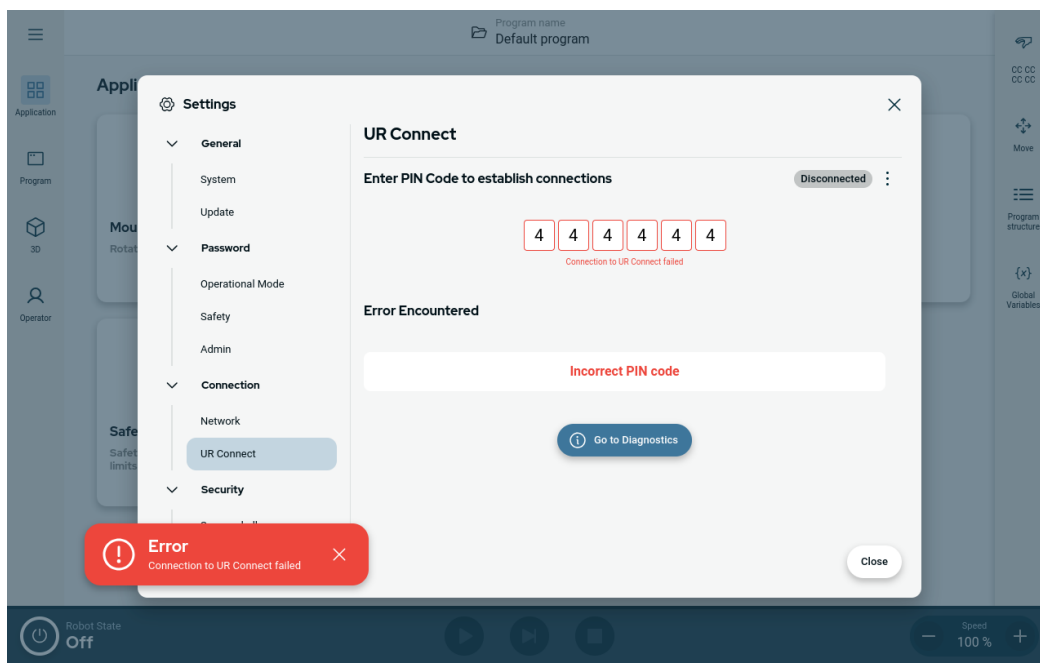 Program name
Default program
Application
Program
3D
Operator
Appli
Mou
Rotat
Safe
Safet
limits
Settings
General
System
Update
Password
Operational Mode
Safety
Admin
Connection
Network
UR Connect
Security
UR Connect
Enter PIN Code to establish connections
Disconnected
4 4 4 4 4 4
Connection to UR Connect failed
Error Encountered
Incorrect PIN code
Go to Diagnostics
Close
Error
Connection to UR Connect failed
CC CC
CC CC
Move
Program
structure
{x}
Global
Variables
Robot State
Off
Speed
100 %